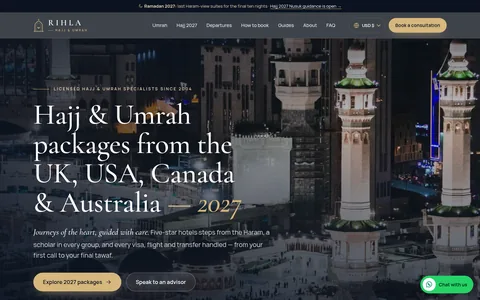 Ramadan 2027: last Haram-view suites for the final ten nights · Hajj 2027 Nusuk guidance is open →
RIHLA
HAJJ & UMRAH
Umrah Hajj 2027 Departures How to book Guides About FAQ USD $ Book a consultation
LICENSED HAJJ & UMRAH SPECIALISTS SINCE 2004
Hajj & Umrah
packages from the
UK, USA, Canada
& Australia — 2027
Journeys of the heart, guided with care. Five-star hotels steps from the Haram, a
scholar in every group, and every visa, flight and transfer handled — from your
first call to your final tawaf.
Explore 2027 packages →
Speak to an advisor
Chat with us